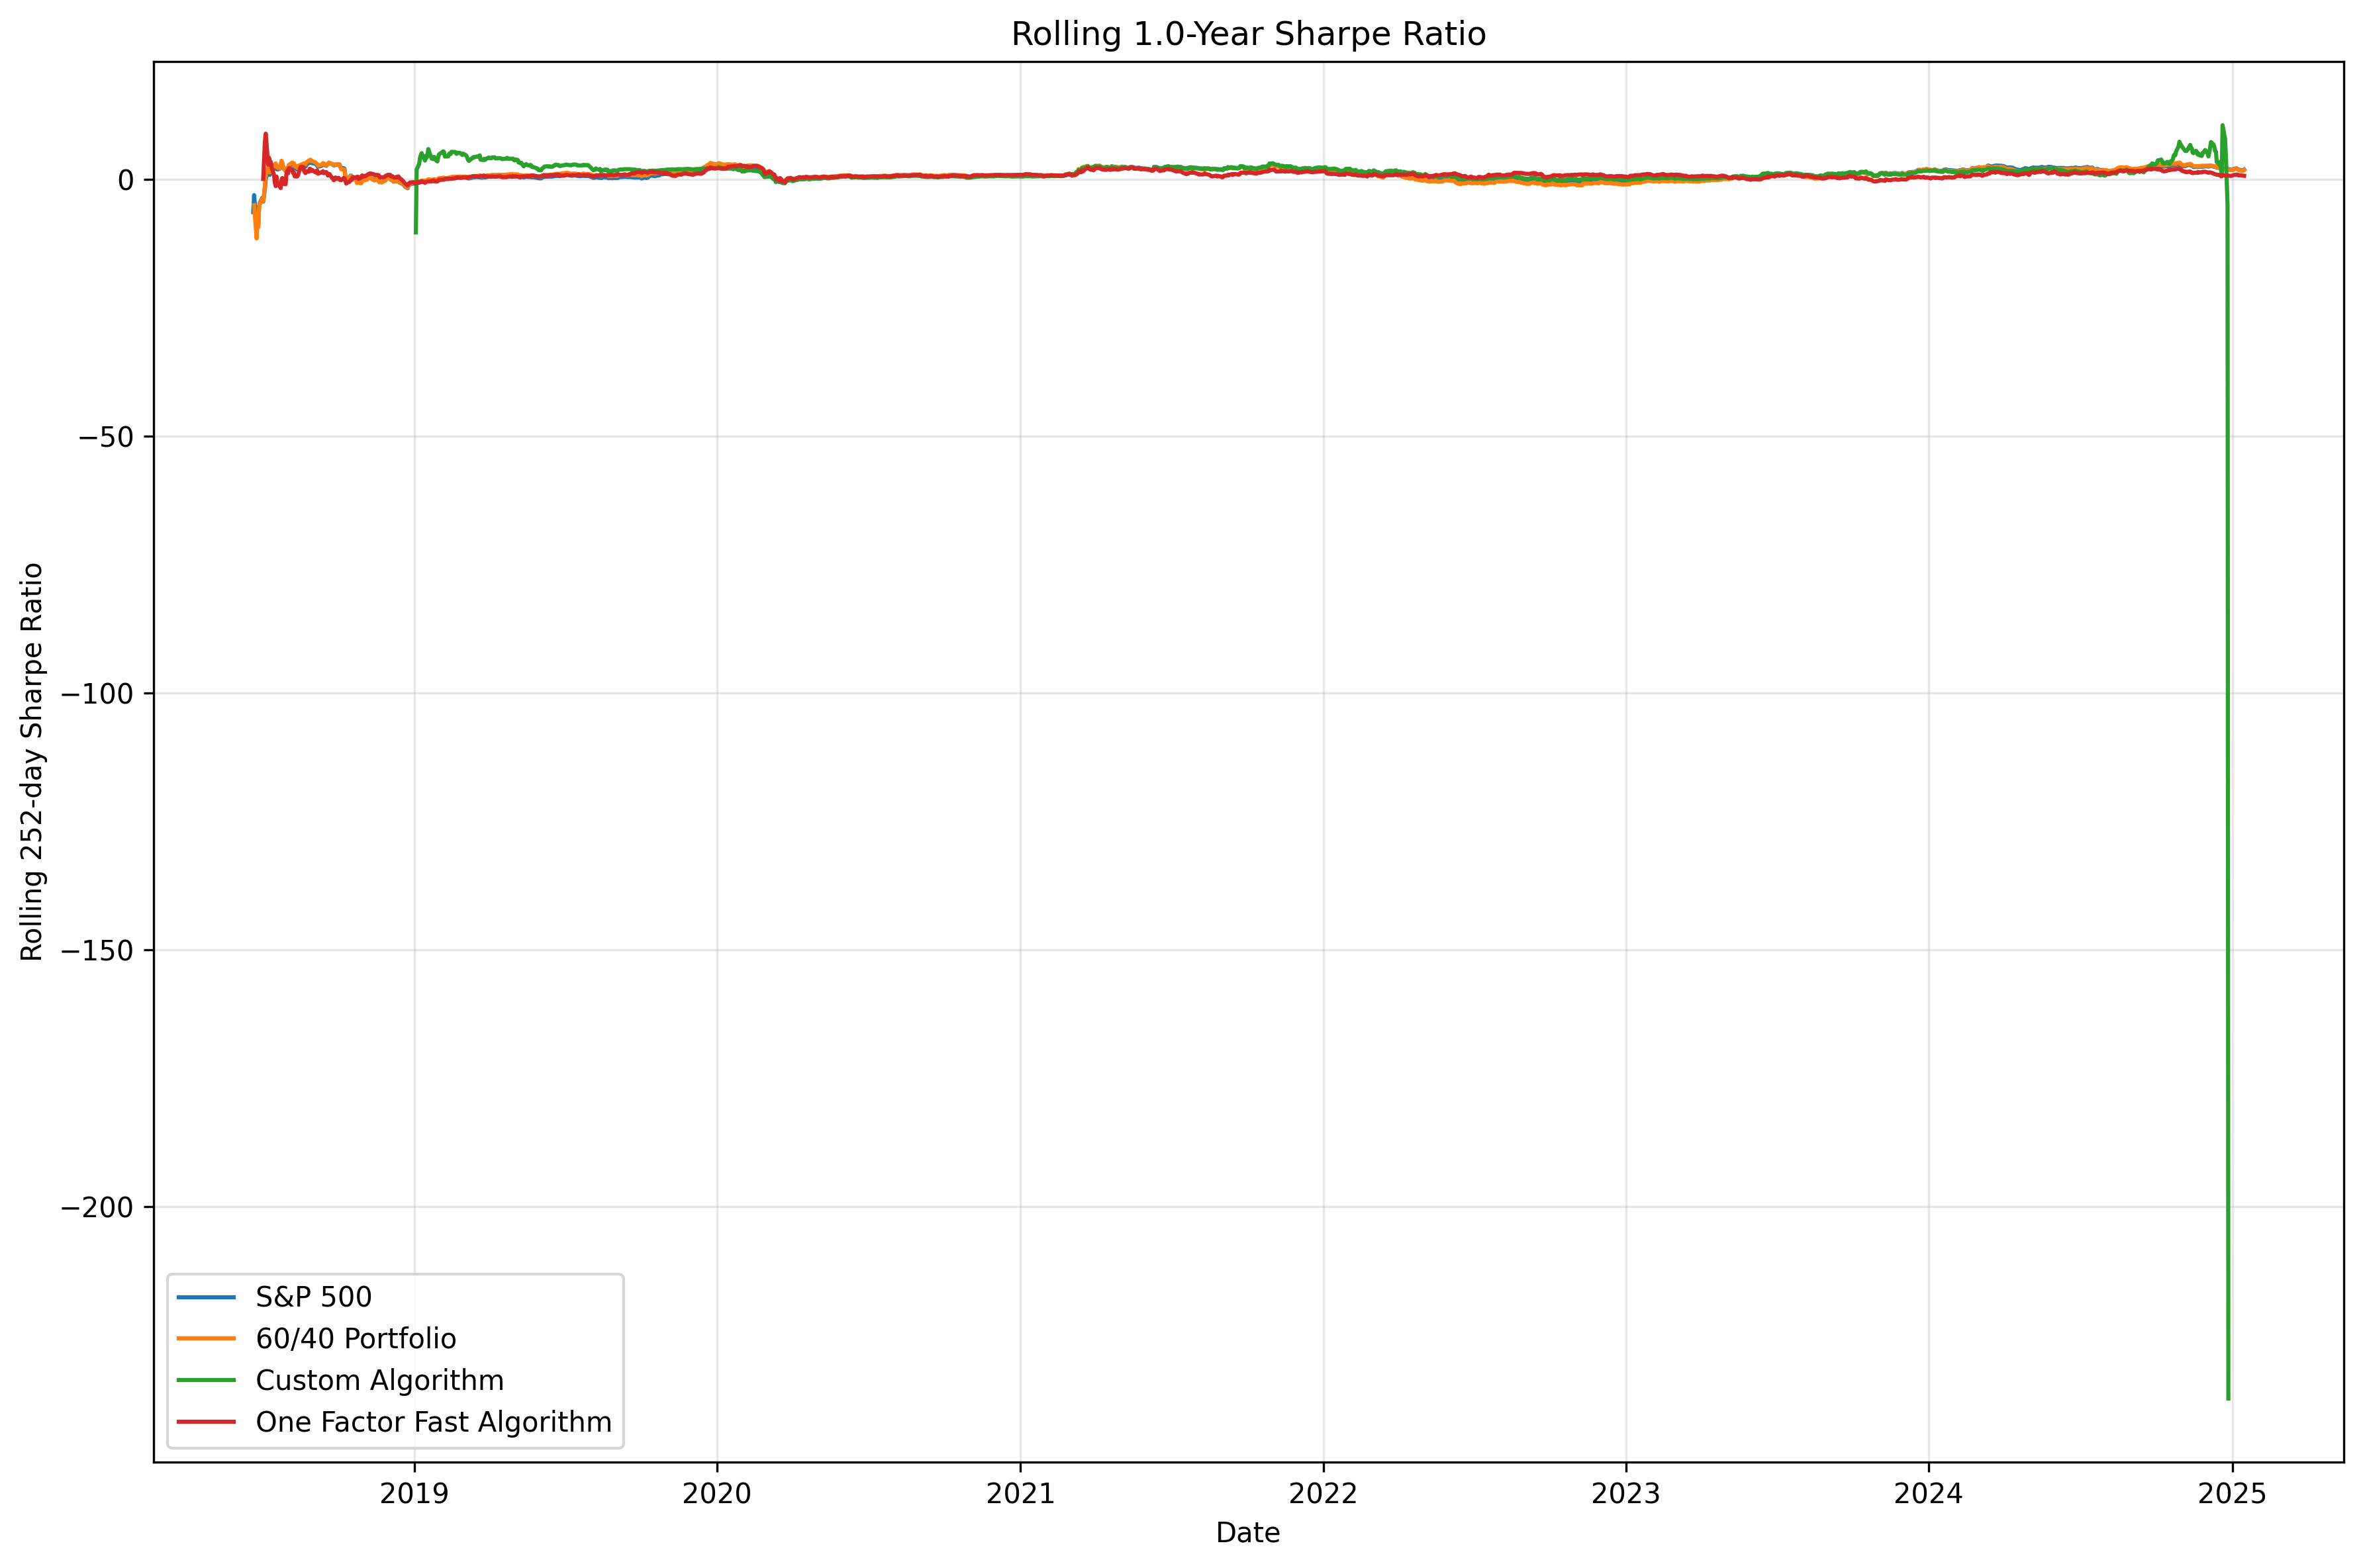 Rolling 1.0-Year Sharpe Ratio
Rolling 252-day Sharpe Ratio
0
−50
−100
−150
−200
S&P 500
60/40 Portfolio
Custom Algorithm
One Factor Fast Algorithm
2019
2020
2021
2022
2023
2024
2025
Date